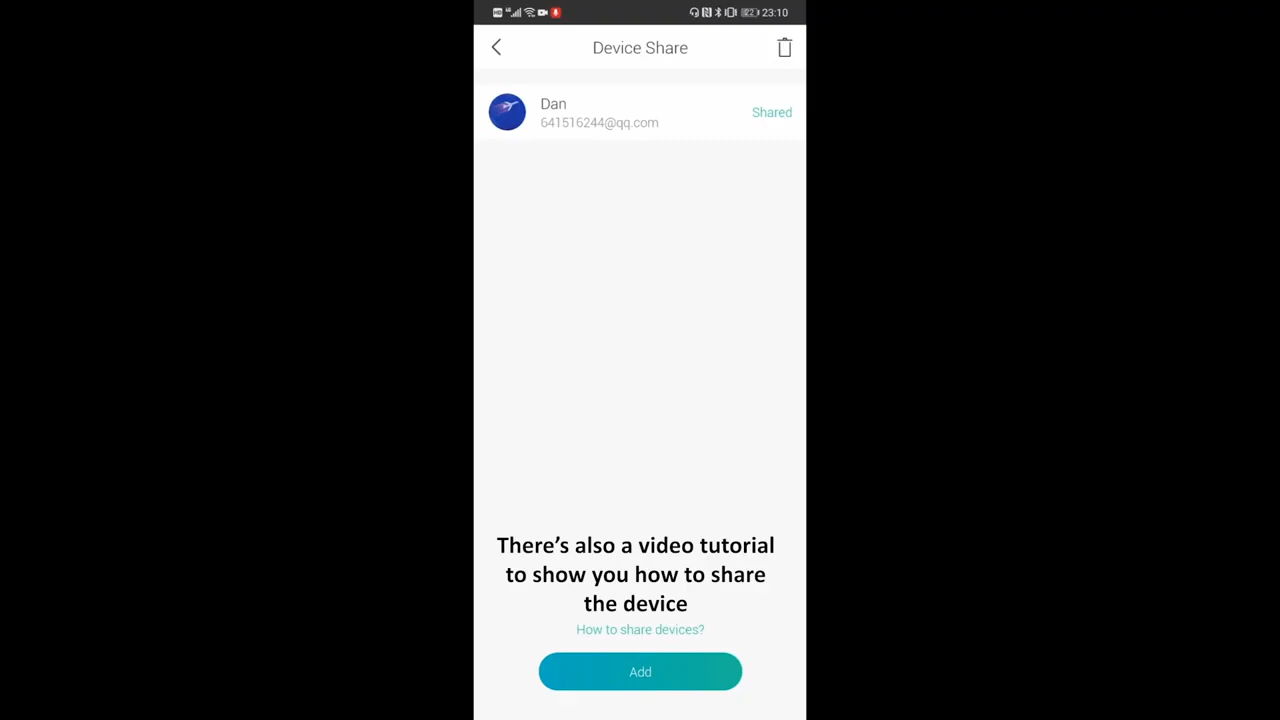 23:10
Device Share
Dan
641516244@qq.com
Shared
There's also a video tutorial
to show you how to share
the device
How to share devices?
Add